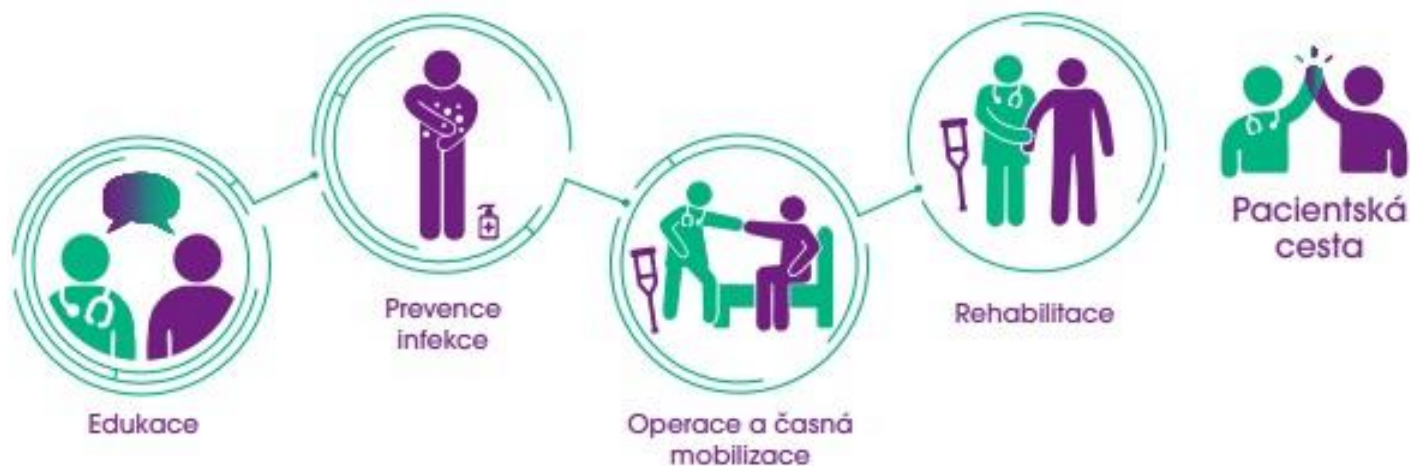 Edukace
Prevence
infekce
Operace a časná
mobilizace
Rehabilitace
Pacientská
cesta